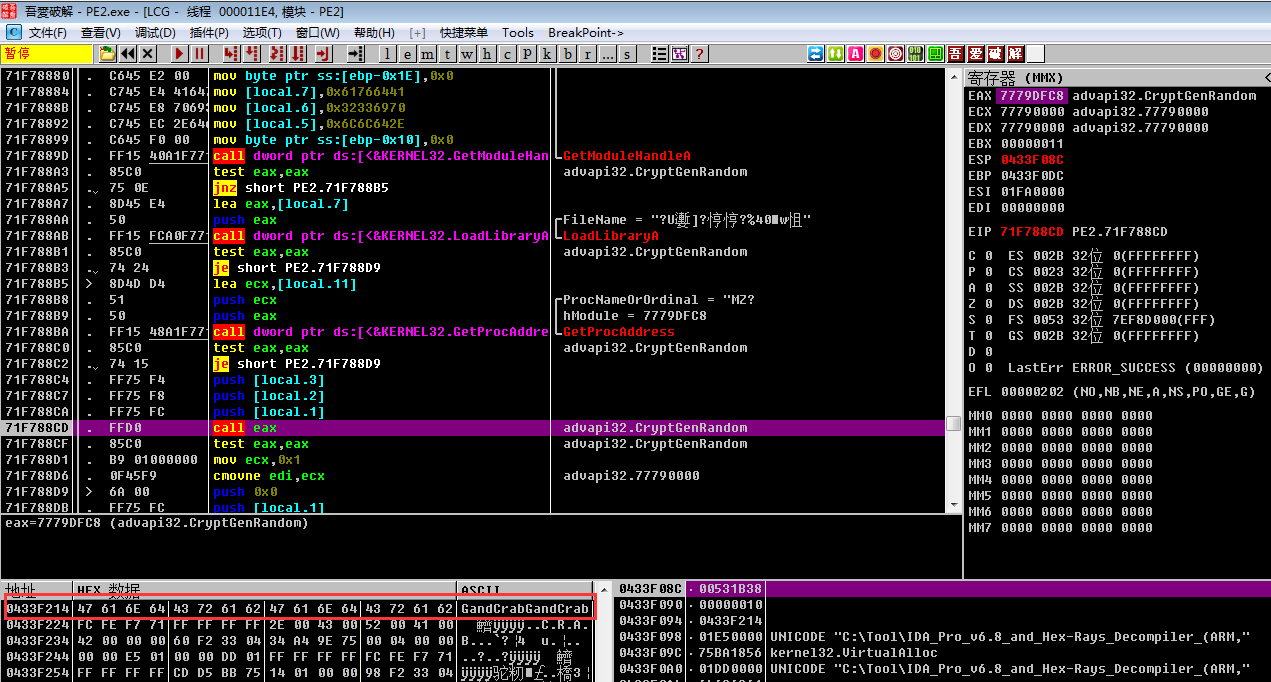 吾愛破解 - PE2.exe - [LCG - 线程 000011E4, 模块 - PE2]
C 文件(F) 查看(V) 调试(D) 插件(P) 选项(T) 窗口(W) 帮助(H) [+] 快捷菜单 Tools BreakPoint->
暂停 l e m t w h c p k b r ... s ? 吾 爱 破 解
71F78880 . C645 E2 00 mov byte ptr ss:[ebp-0x1E],0x0
71F78884 . C745 E4 4164 mov [local.7],0x61766441
71F7888B . C745 E8 7069 mov [local.6],0x32336970
71F78892 . C745 EC 2E64 mov [local.5],0x6C6C642E
71F78899 . C645 F0 00 mov byte ptr ss:[ebp-0x10],0x0
71F7889D . FF15 40A1F771 call dword ptr ds:[<&KERNEL32.GetModuleHan GetModuleHandleA
71F788A3 . 85C0 test eax,eax advapi32.CryptGenRandom
71F788A5 . 75 0E jnz short PE2.71F788B5
71F788A7 . 8D45 E4 lea eax,[local.7]
71F788AA . 50 push eax FileName =
71F788AB . FF15 FCA0F771 call dword ptr ds:[<&KERNEL32.LoadLibraryA LoadLibraryA
71F788B1 . 85C0 test eax,eax advapi32.CryptGenRandom
71F788B3 . 74 24 je short PE2.71F788D9
71F788B5 > 8D4D D4 lea ecx,[local.11]
71F788B8 . 51 push ecx ProcNameOrOrdinal = "MZ?
71F788B9 . 50 push eax hModule = 7779DFC8
71F788BA . FF15 48A1F771 call dword ptr ds:[<&KERNEL32.GetProcAddre GetProcAddress
71F788C0 . 85C0 test eax,eax advapi32.CryptGenRandom
71F788C2 . 74 15 je short PE2.71F788D9
71F788C4 . FF75 F4 push [local.3]
71F788C7 . FF75 F8 push [local.2]
71F788CA . FF75 FC push [local.1]
71F788CD . FFD0 call eax advapi32.CryptGenRandom
71F788CF . 85C0 test eax,eax advapi32.CryptGenRandom
71F788D1 . B9 01000000 mov ecx,0x1
71F788D6 . 0F45F9 cmovne edi,ecx advapi32.77790000
71F788D9 > 6A 00 push 0x0
71F788DB . FF75 FC push [local.1]
eax=7779DFC8 (advapi32.CryptGenRandom)
寄存器 (MMX) <
EAX 7779DFC8 advapi32.CryptGenRandom
ECX 77790000 advapi32.77790000
EDX 77790000 advapi32.77790000
EBX 00000011
ESP 0433F08C
EBP 0433F0DC
ESI 01FA0000
EDI 00000000
EIP 71F788CD PE2.71F788CD
C 0 ES 002B 32位 0(FFFFFFFF)
P 0 CS 0023 32位 0(FFFFFFFF)
A 0 SS 002B 32位 0(FFFFFFFF)
Z 0 DS 002B 32位 0(FFFFFFFF)
S 0 FS 0053 32位 7EF8D000(FFF)
T 0 GS 002B 32位 0(FFFFFFFF)
D 0
O 0 LastErr ERROR_SUCCESS (00000000)
EFL 00000202 (NO,NB,NE,A,NS,PO,GE,G)
MM0 0000 0000 0000 0000
MM1 0000 0000 0000 0000
MM2 0000 0000 0000 0000
MM3 0000 0000 0000 0000
MM4 0000 0000 0000 0000
MM5 0000 0000 0000 0000
MM6 0000 0000 0000 0000
MM7 0000 0000 0000 0000
地址 HEX 数据 ASCII
0433F214 47 61 6E 64 43 72 61 62 47 61 6E 64 43 72 61 62 GandCrabGandCrab
0433F224 FC FE F7 71 FF FF FF FF 2E 00 43 00 52 00 41 00
0433F234 42 00 00 00 60 F2 33 04 34 A4 9E 75 00 04 00 00
0433F244 00 00 E5 01 00 00 DD 01 FF FF FF FF FC FE F7 71
0433F254 FF FF FF FF CD D5 BB 75 14 01 00 00 98 F2 33 04
0433F08C 00531B38
0433F090 00000010
0433F094 0433F214
0433F098 01E50000 UNICODE "C:\Tool\IDA_Pro_v6.8_and_Hex-Rays_Decompiler_(ARM,"
0433F09C 75BA1856 kernel32.VirtualAlloc
0433F0A0 01DD0000 UNICODE "C:\Tool\IDA_Pro_v6.8_and_Hex-Rays_Decompiler_(ARM,"